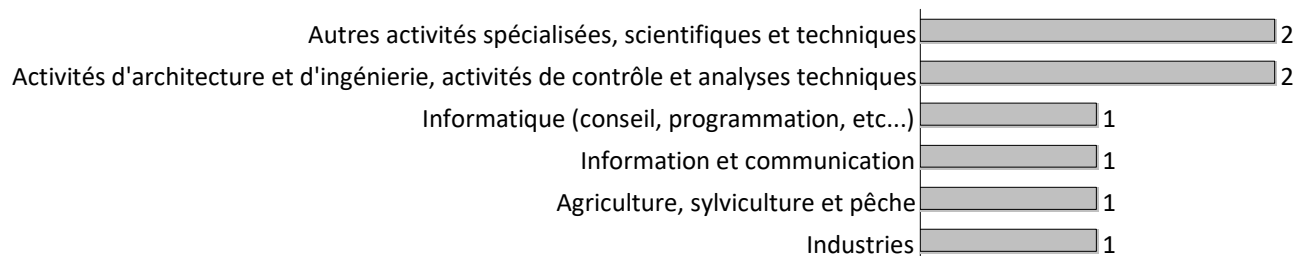 Autres activités spécialisées, scientifiques et techniques 2
Activités d'architecture et d'ingénierie, activités de contrôle et analyses techniques 2
Informatique (conseil, programmation, etc...) 1
Information et communication 1
Agriculture, sylviculture et pêche 1
Industries 1